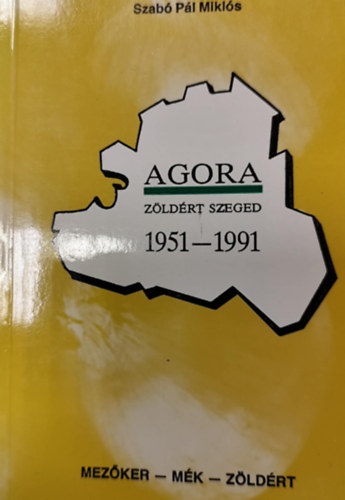 Szabó Pál Miklós
AGORA
ZÖLDÉRT SZEGED
1951—1991
MEZŐKER — MÉK — ZÖLDÉRT